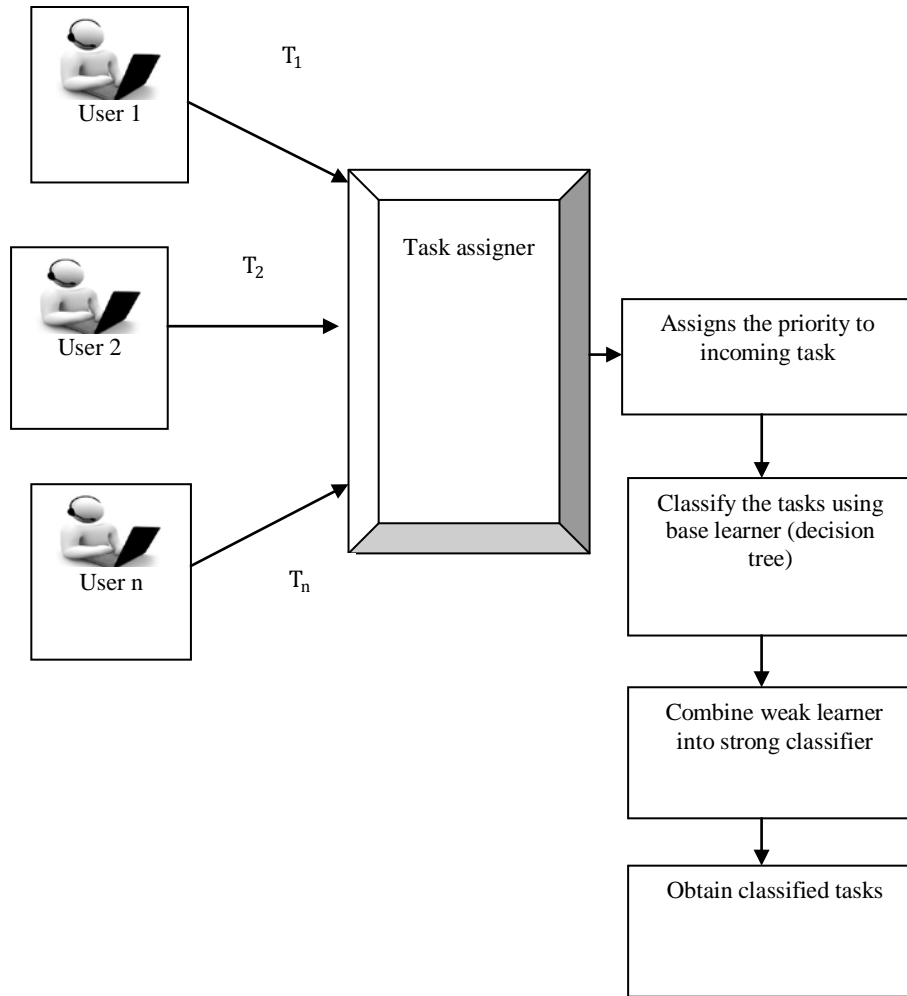 T₁
User 1
T₂
User 2
Tₙ
User n
Task assigner
Assigns the priority to
incoming task
Classify the tasks using
base learner (decision
tree)
Combine weak learner
into strong classifier
Obtain classified tasks